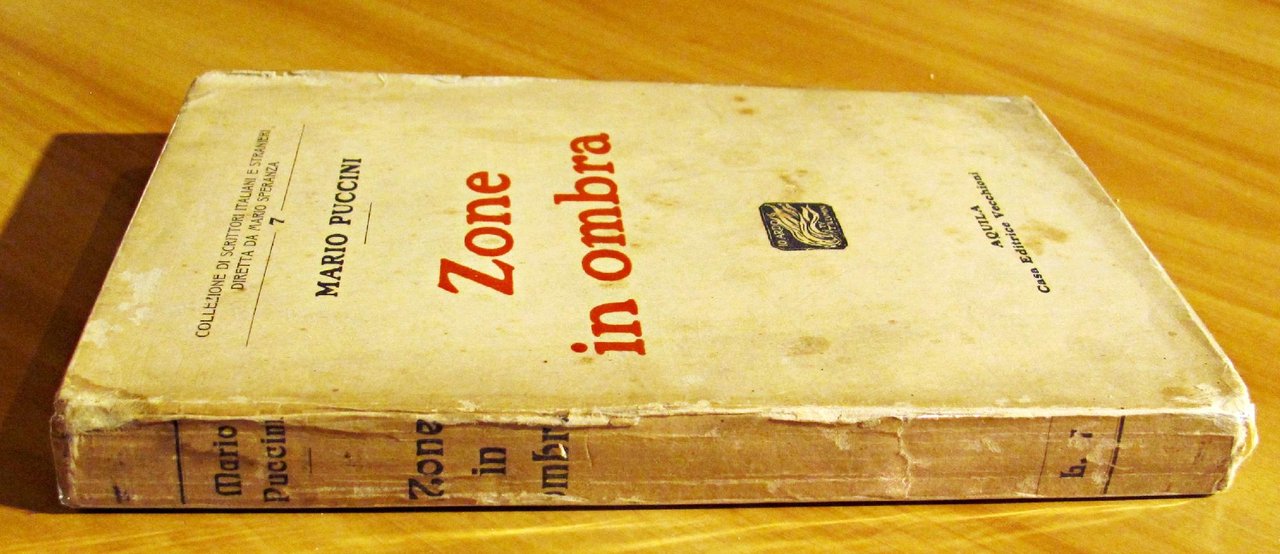 COLLEZIONE DI SCRITTORI ITALIANI E STRANIERI
DIRETTA DA MARIO SPERANZA
7
MARIO PUCCINI
Zone
in ombra
AQUILA
Casa Editrice Vecchioni
Mario
Puccini
Zone
in
ombr